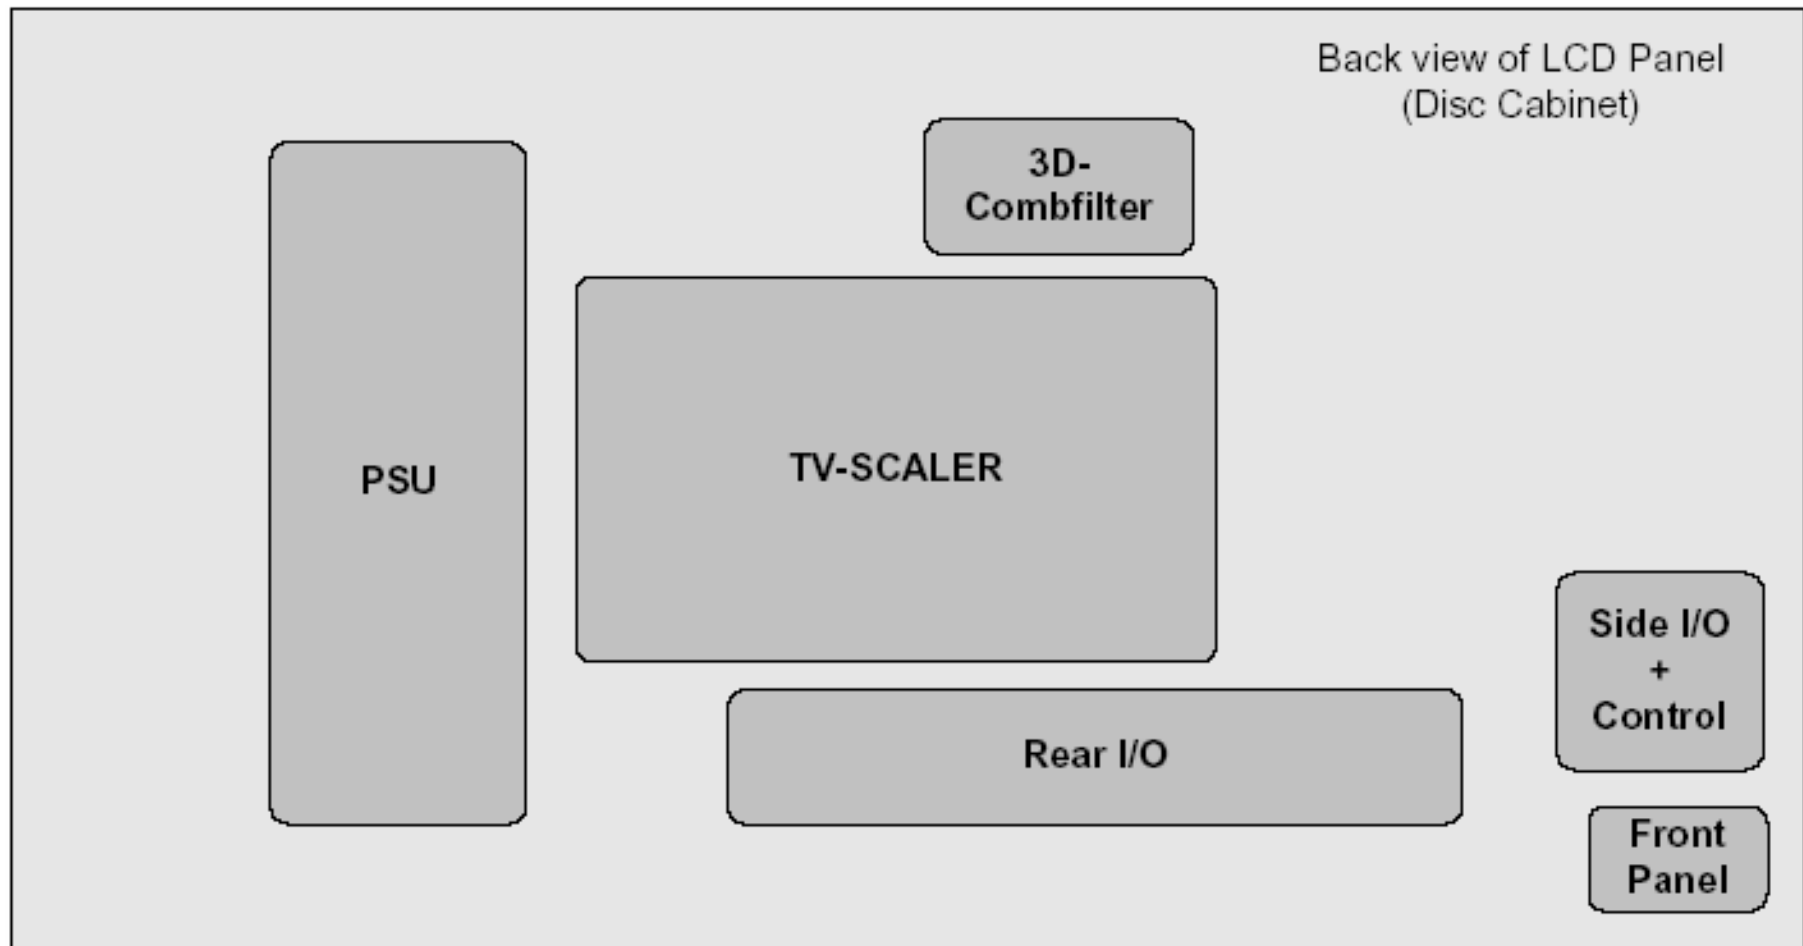 Back view of LCD Panel
(Disc Cabinet)
3D-
Combfilter
PSU
TV-SCALER
Side I/O
+
Control
Rear I/O
Front
Panel